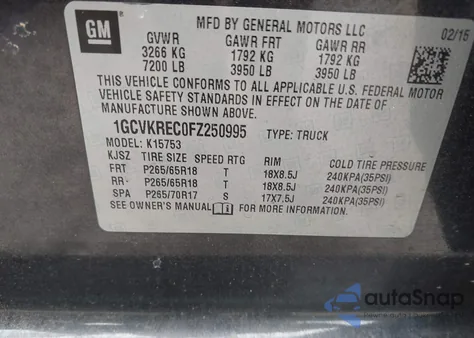 GM
MFD BY GENERAL MOTORS LLC
02/15
GVWR GAWR FRT GAWR RR
3266 KG 1792 KG 1792 KG
7200 LB 3950 LB 3950 LB
THIS VEHICLE CONFORMS TO ALL APPLICABLE U.S. FEDERAL MOTOR
VEHICLE SAFETY STANDARDS IN EFFECT ON THE DATE OF
MANUFACTURE SHOWN ABOVE.
1GCVKREC0FZ250995 TYPE: TRUCK
MODEL: K15753
KJSZ TIRE SIZE SPEED RTG RIM COLD TIRE PRESSURE
FRT P265/65R18 T 18X8.5J 240KPA(35PSI)
RR P265/65R18 T 18X8.5J 240KPA(35PSI)
SPA P265/70R17 S 17X7.5J 240KPA(35PSI)
SEE OWNER'S MANUAL FOR ADDITIONAL INFORMATION.
autoSnap